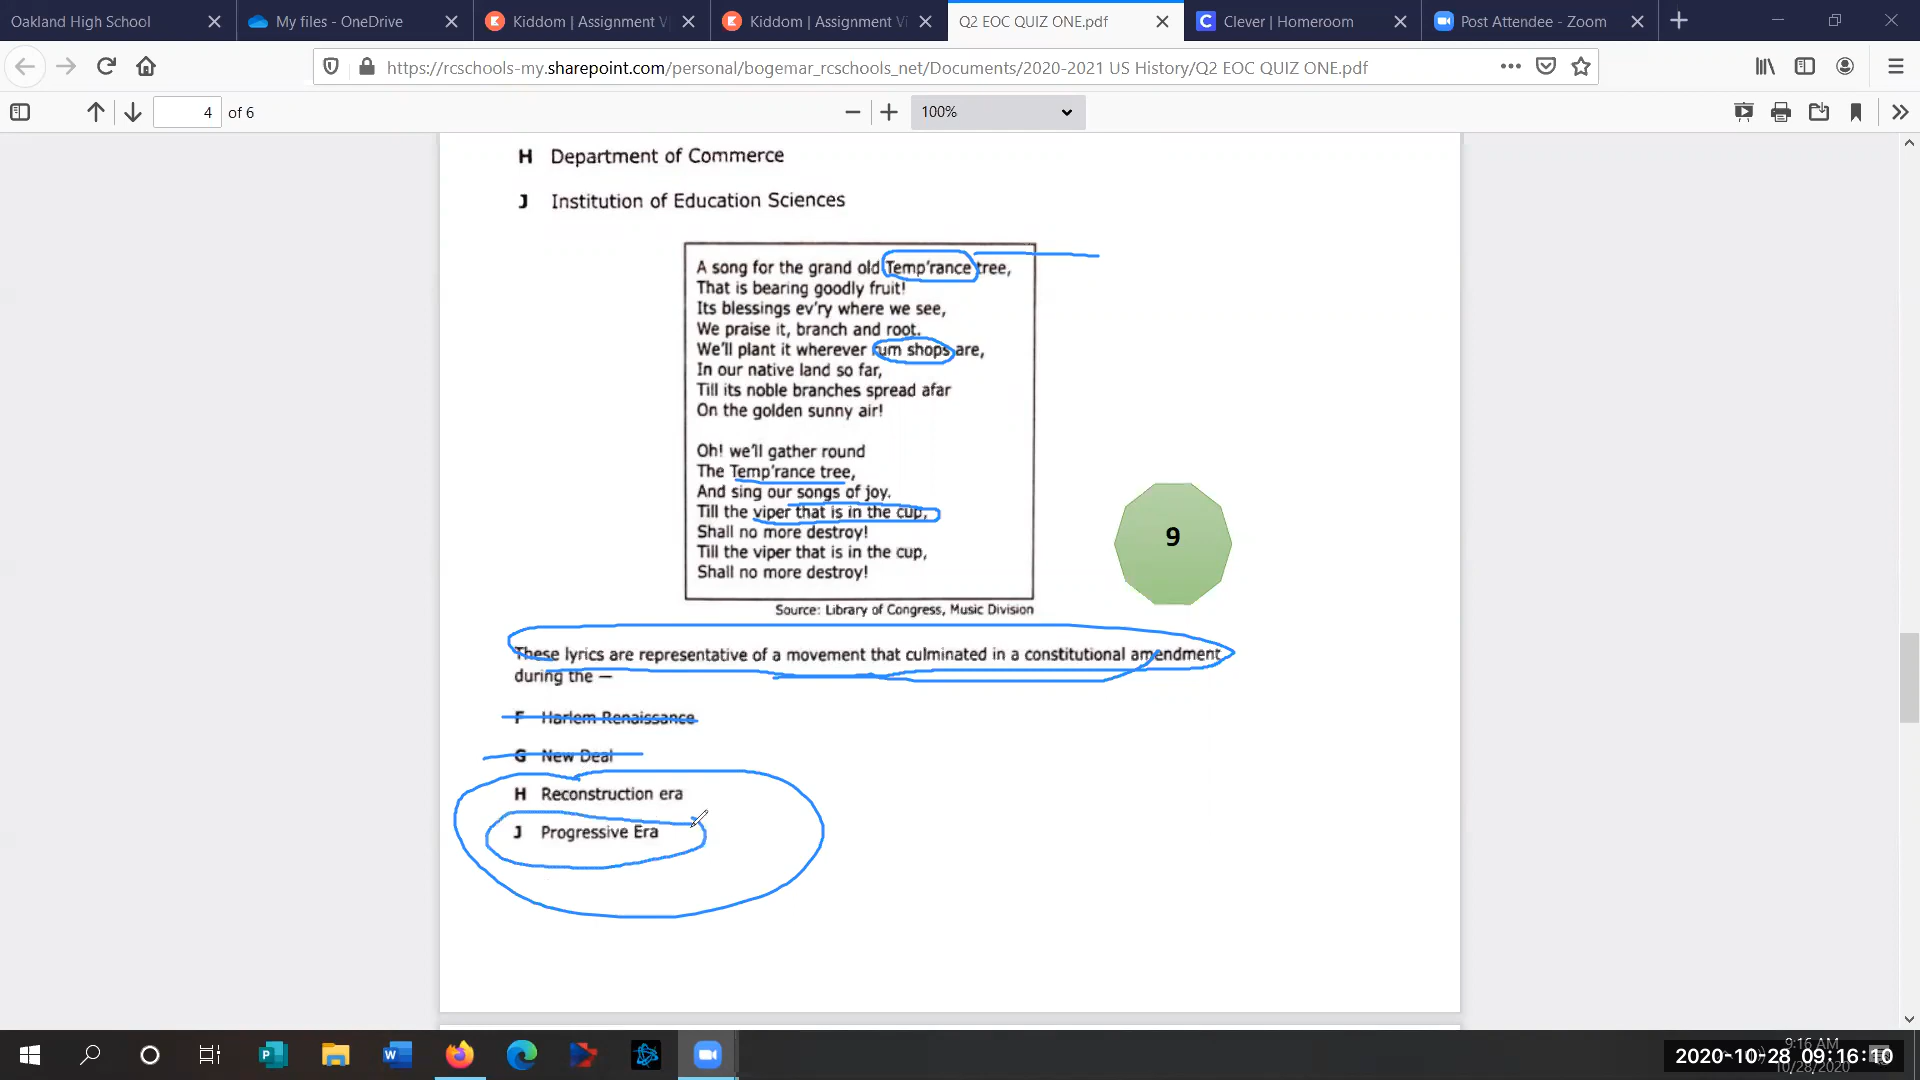 Oakland High School
My files - OneDrive
Kiddom | Assignment V
Kiddom | Assignment Vi
Q2 EOC QUIZ ONE.pdf
Clever | Homeroom
Post Attendee - Zoom
https://rcschools-my.sharepoint.com/personal/bogemar_rcschools_net/Documents/2020-2021 US History/Q2 EOC QUIZ ONE.pdf
4 of 6
100%
H Department of Commerce
J Institution of Education Sciences
A song for the grand old Temp'rance tree,
That is bearing goodly fruit!
Its blessings ev'ry where we see,
We praise it, branch and root.
We'll plant it wherever rum shops are,
In our native land so far,
Till its noble branches spread afar
On the golden sunny air!
Oh! we'll gather round
The Temp'rance tree,
And sing our songs of joy.
Till the viper that is in the cup,
Shall no more destroy!
Till the viper that is in the cup,
Shall no more destroy!
9
Source: Library of Congress, Music Division
These lyrics are representative of a movement that culminated in a constitutional amendment
during the —
F Harlem Renaissance
G New Deal
H Reconstruction era
J Progressive Era
9:16 AM
2020-10-28 09:16:10
10/28/2020